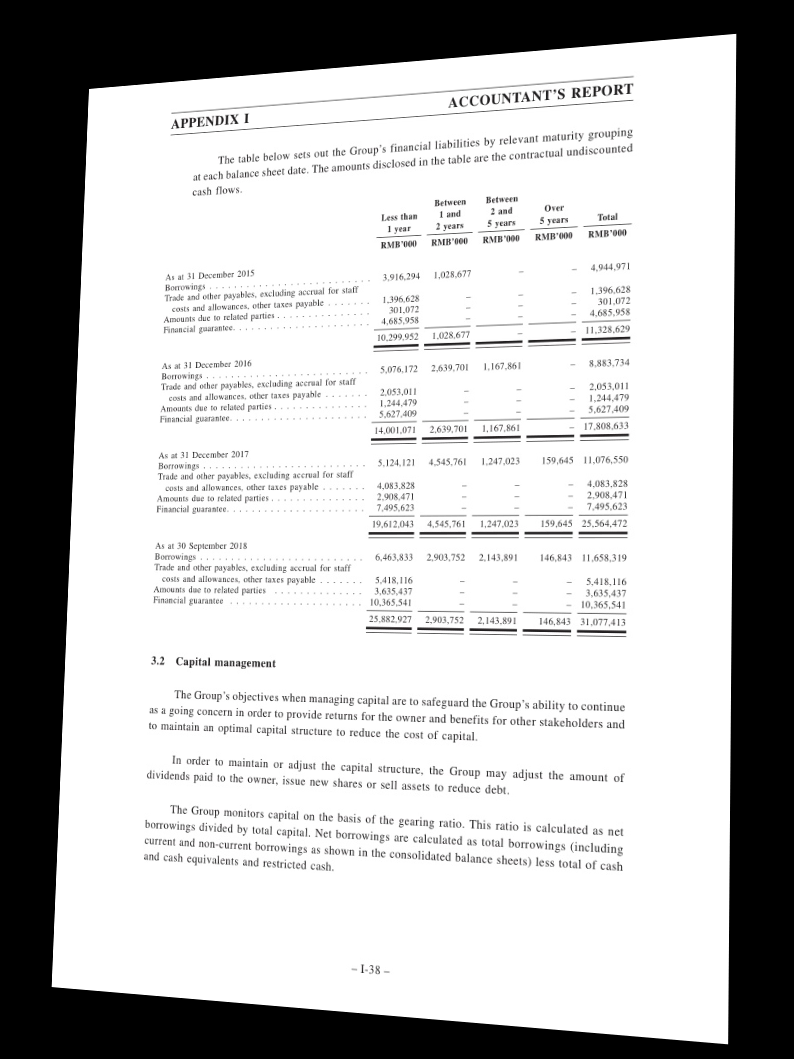 APPENDIX I ACCOUNTANT'S REPORT
The table below sets out the Group's financial liabilities by relevant maturity grouping
at each balance sheet date. The amounts disclosed in the table are the contractual undiscounted
cash flows.
Less than 1 year Between 1 and 2 years Between 2 and 5 years Over 5 years Total
RMB'000 RMB'000 RMB'000 RMB'000 RMB'000
As at 31 December 2015
Borrowings . . . . . . . . . . . . . . . . . . . . . . . . . . . 3,916,294 1,028,677 – – 4,944,971
Trade and other payables, excluding accrual for staff
costs and allowances, other taxes payable . . . . . . . 1,396,628 – – – 1,396,628
Amounts due to related parties . . . . . . . . . . . . . . . 301,072 – – – 301,072
Financial guarantee. . . . . . . . . . . . . . . . . . . . . . . 4,685,958 – – – 4,685,958
10,299,952 1,028,677 – – 11,328,629
As at 31 December 2016
Borrowings . . . . . . . . . . . . . . . . . . . . . . . . . . . 5,076,172 2,639,701 1,167,861 – 8,883,734
Trade and other payables, excluding accrual for staff
costs and allowances, other taxes payable . . . . . . . 2,053,011 – – – 2,053,011
Amounts due to related parties . . . . . . . . . . . . . . . 1,244,479 – – – 1,244,479
Financial guarantee. . . . . . . . . . . . . . . . . . . . . . . 5,627,409 – – – 5,627,409
14,001,071 2,639,701 1,167,861 – 17,808,633
As at 31 December 2017
Borrowings . . . . . . . . . . . . . . . . . . . . . . . . . . . 5,124,121 4,545,761 1,247,023 159,645 11,076,550
Trade and other payables, excluding accrual for staff
costs and allowances, other taxes payable . . . . . . . 4,083,828 – – – 4,083,828
Amounts due to related parties . . . . . . . . . . . . . . . 2,908,471 – – – 2,908,471
Financial guarantee. . . . . . . . . . . . . . . . . . . . . . . 7,495,623 – – – 7,495,623
19,612,043 4,545,761 1,247,023 159,645 25,564,472
As at 30 September 2018
Borrowings . . . . . . . . . . . . . . . . . . . . . . . . . . . 6,463,833 2,903,752 2,143,891 146,843 11,658,319
Trade and other payables, excluding accrual for staff
costs and allowances, other taxes payable . . . . . . . 5,418,116 – – – 5,418,116
Amounts due to related parties . . . . . . . . . . . . . . 3,635,437 – – – 3,635,437
Financial guarantee . . . . . . . . . . . . . . . . . . . . . 10,365,541 – – – 10,365,541
25,882,927 2,903,752 2,143,891 146,843 31,077,413
3.2 Capital management
The Group's objectives when managing capital are to safeguard the Group's ability to continue
as a going concern in order to provide returns for the owner and benefits for other stakeholders and
to maintain an optimal capital structure to reduce the cost of capital.
In order to maintain or adjust the capital structure, the Group may adjust the amount of
dividends paid to the owner, issue new shares or sell assets to reduce debt.
The Group monitors capital on the basis of the gearing ratio. This ratio is calculated as net
borrowings divided by total capital. Net borrowings are calculated as total borrowings (including
current and non-current borrowings as shown in the consolidated balance sheets) less total of cash
and cash equivalents and restricted cash.
– I-38 –